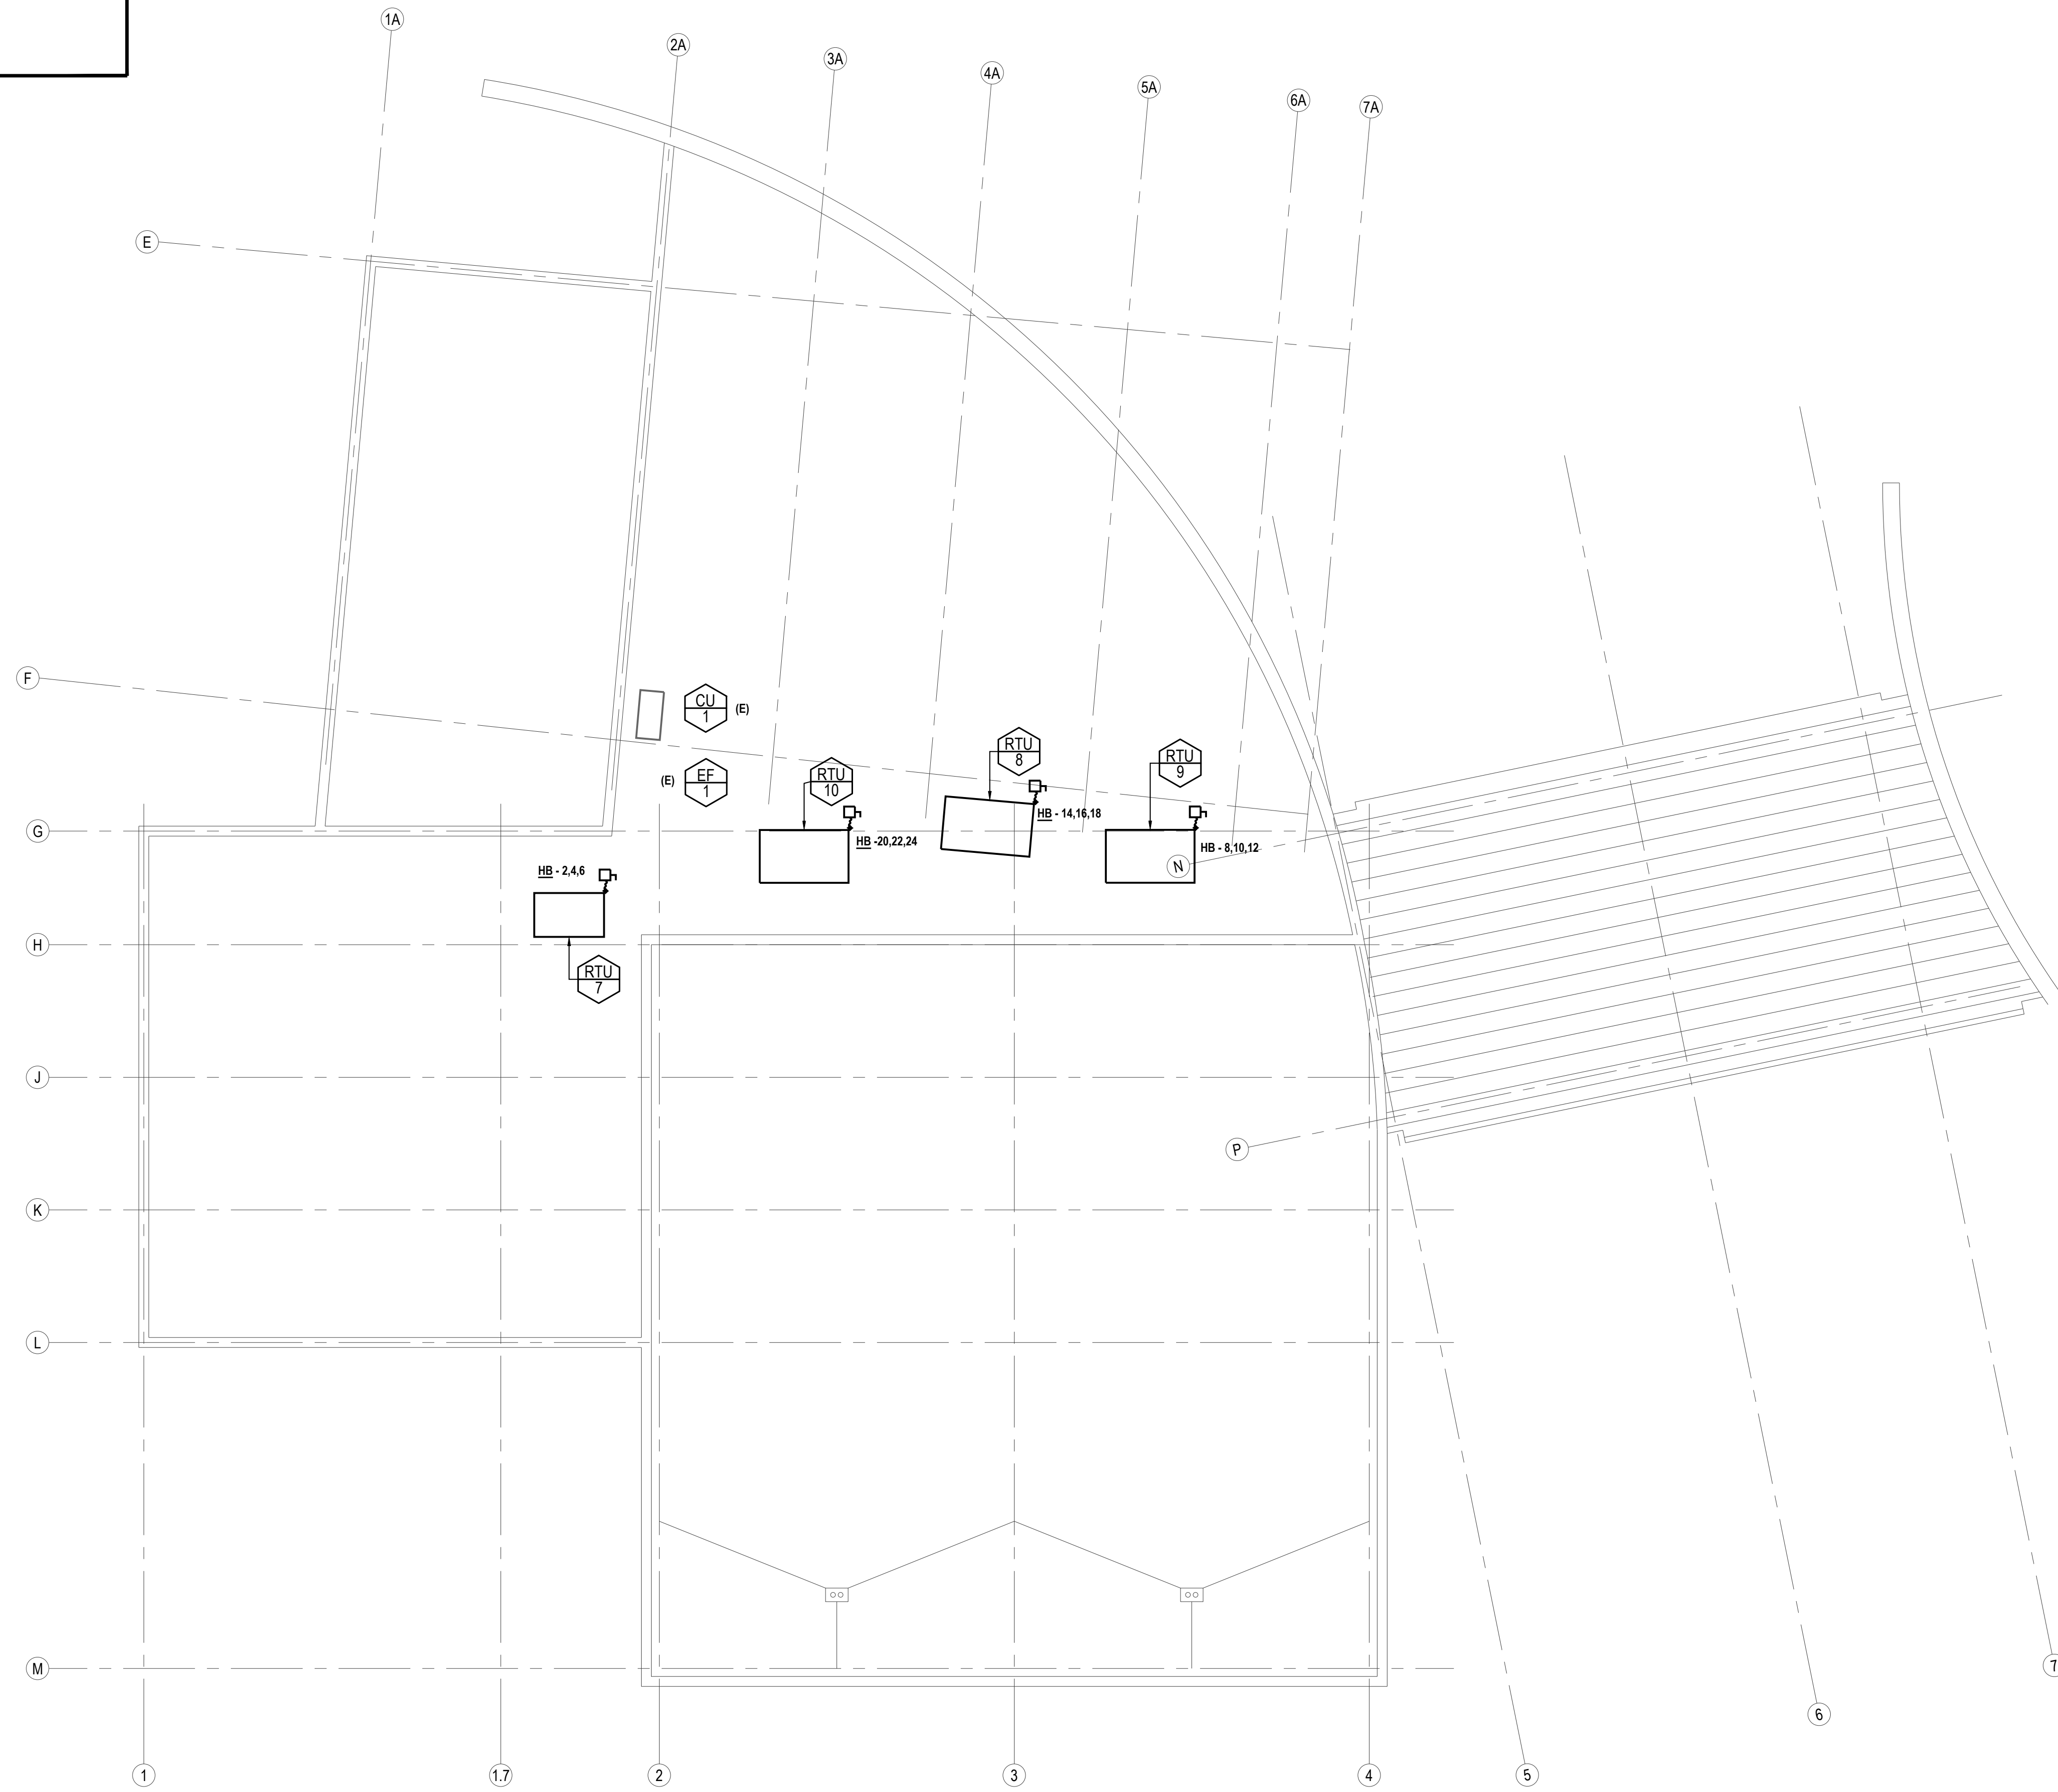 1A
2A
3A
4A
5A
6A
7A
E
F
CU
1
(E)
RTU
8
RTU
9
RTU
10
(E)
EF
1
HB - 14,16,18
G
HB -20,22,24
HB - 8,10,12
N
HB - 2,4,6
H
RTU
7
J
P
K
L
M
7
6
1
1.7
2
3
4
5